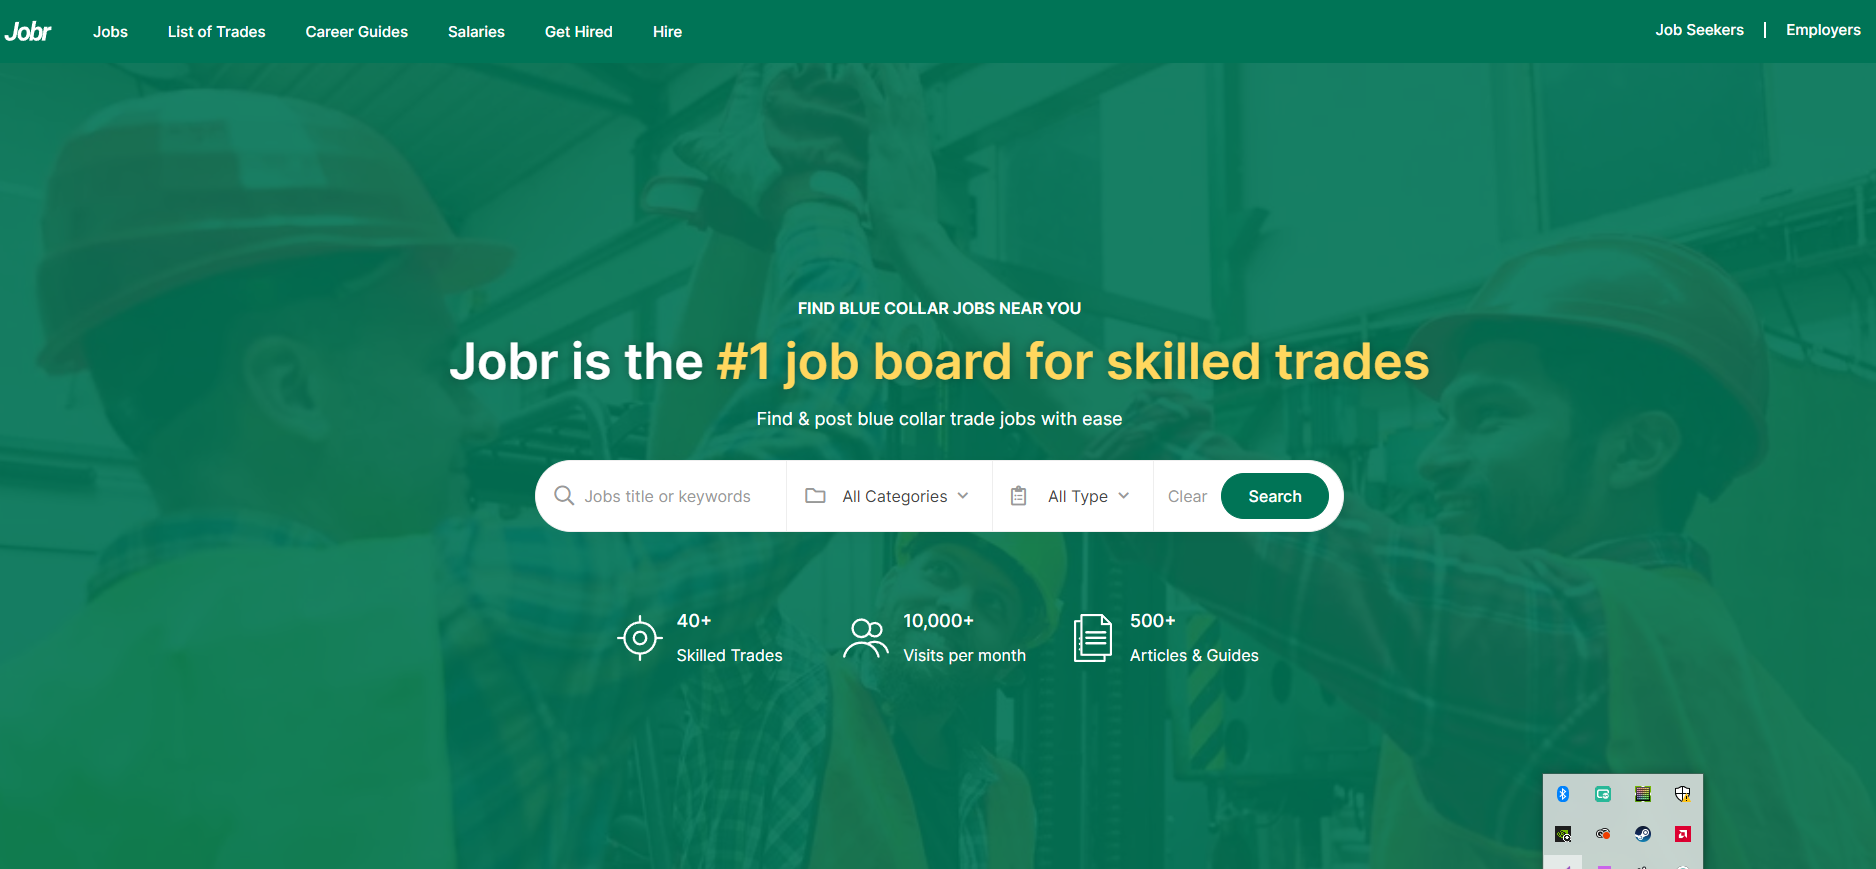 Jobr
Jobs
List of Trades
Career Guides
Salaries
Get Hired
Hire
Job Seekers
Employers
FIND BLUE COLLAR JOBS NEAR YOU
Jobr is the #1 job board for skilled trades
Find & post blue collar trade jobs with ease
Jobs title or keywords
All Categories
All Type
Clear
Search
40+
Skilled Trades
10,000+
Visits per month
500+
Articles & Guides